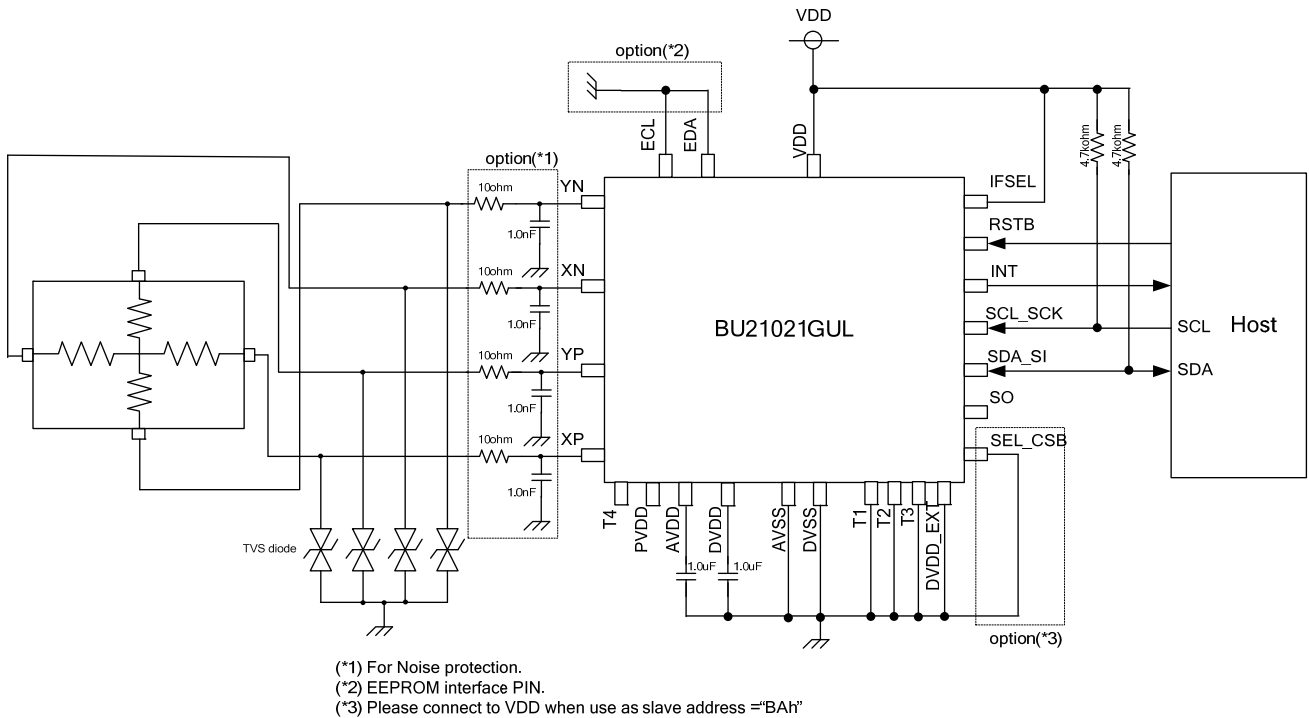 VDD
option(*2)
ECL
EDA
VDD
4.7kohm
4.7kohm
option(*1)
10ohm
YN
1.0nF
10ohm
XN
1.0nF
10ohm
YP
1.0nF
10ohm
XP
1.0nF
IFSEL
RSTB
INT
SCL_SCK
SDA_SI
SO
SEL_CSB
BU21021GUL
SCL
SDA
Host
T4
PVDD
AVDD
DVDD
AVSS
DVSS
T1
T2
T3
DVDD_EXT
1.0uF
1.0uF
TVS diode
option(*3)
(*1) For Noise protection.
(*2) EEPROM interface PIN.
(*3) Please connect to VDD when use as slave address =“BAh”